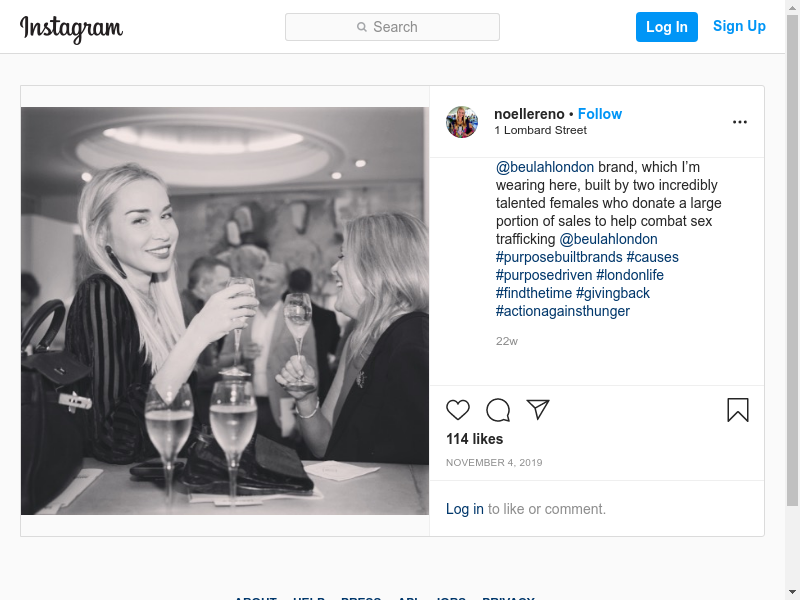 Instagram
Search
Log In
Sign Up
noellereno • Follow
1 Lombard Street
@beulahlondon brand, which I'm
wearing here, built by two incredibly
talented females who donate a large
portion of sales to help combat sex
trafficking @beulahlondon
#purposebuiltbrands #causes
#purposedriven #londonlife
#findthetime #givingback
#actionagainsthunger
22w
114 likes
NOVEMBER 4, 2019
Log in to like or comment.
ABOUT HELP PRESS API JOBS PRIVACY